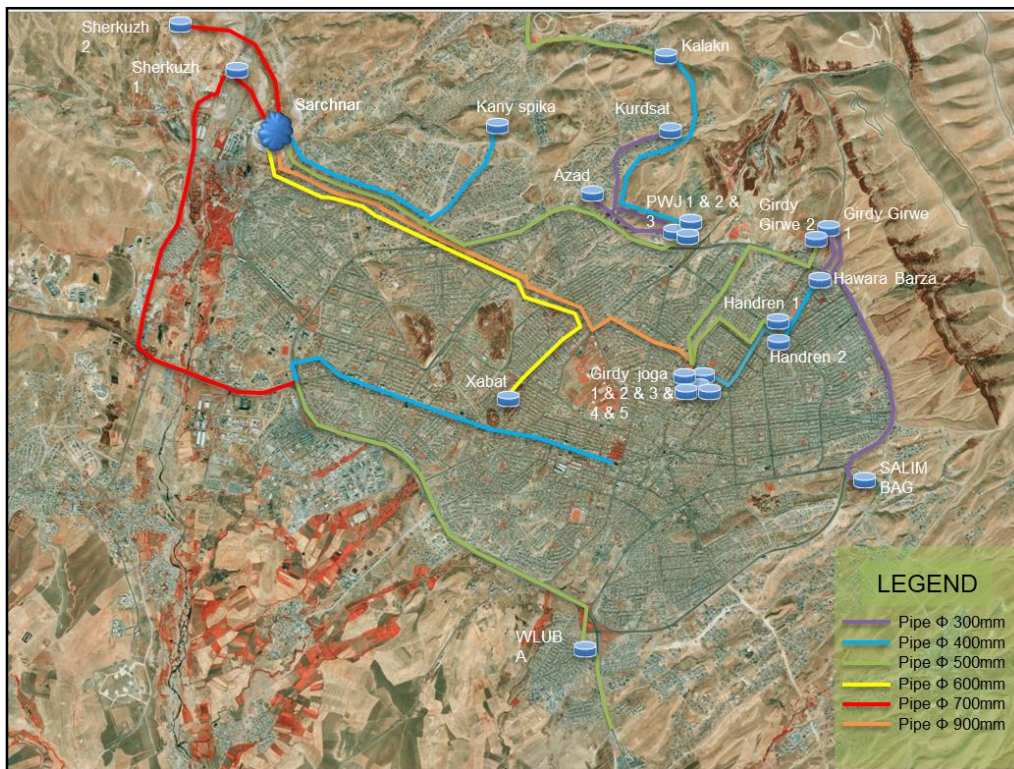 Sherkuzh
2
Sherkuzh
1
Sarchnar
Kany spika
Kalakn
Kurdsat
Azad
PWJ 1 & 2 &
3
Girdy
Girwe 2
Girdy Girwe
1
Hawara Barza
Handren 1
Handren 2
Xabat
Girdy joga
1 & 2 & 3 &
4 & 5
SALIM
BAG
WLUB
A
LEGEND
Pipe Φ 300mm
Pipe Φ 400mm
Pipe Φ 500mm
Pipe Φ 600mm
Pipe Φ 700mm
Pipe Φ 900mm